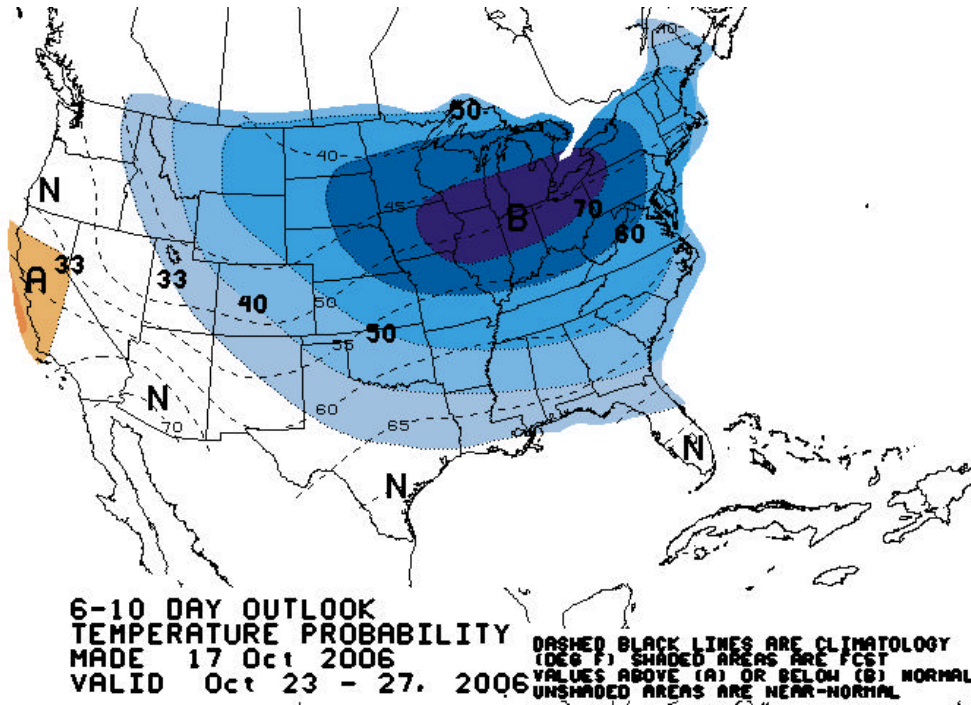 40
50
40
N
45
B
70
60
33
A
33
40
50
50
55
N
70
60
65
N
N
6-10 DAY OUTLOOK
TEMPERATURE PROBABILITY
MADE 17 Oct 2006
VALID Oct 23 - 27, 2006
DASHED BLACK LINES ARE CLIMATOLOGY
(DEG F) SHADED AREAS ARE FCST
VALUES ABOVE (A) OR BELOW (B) NORMAL
UNSHADED AREAS ARE NEAR-NORMAL